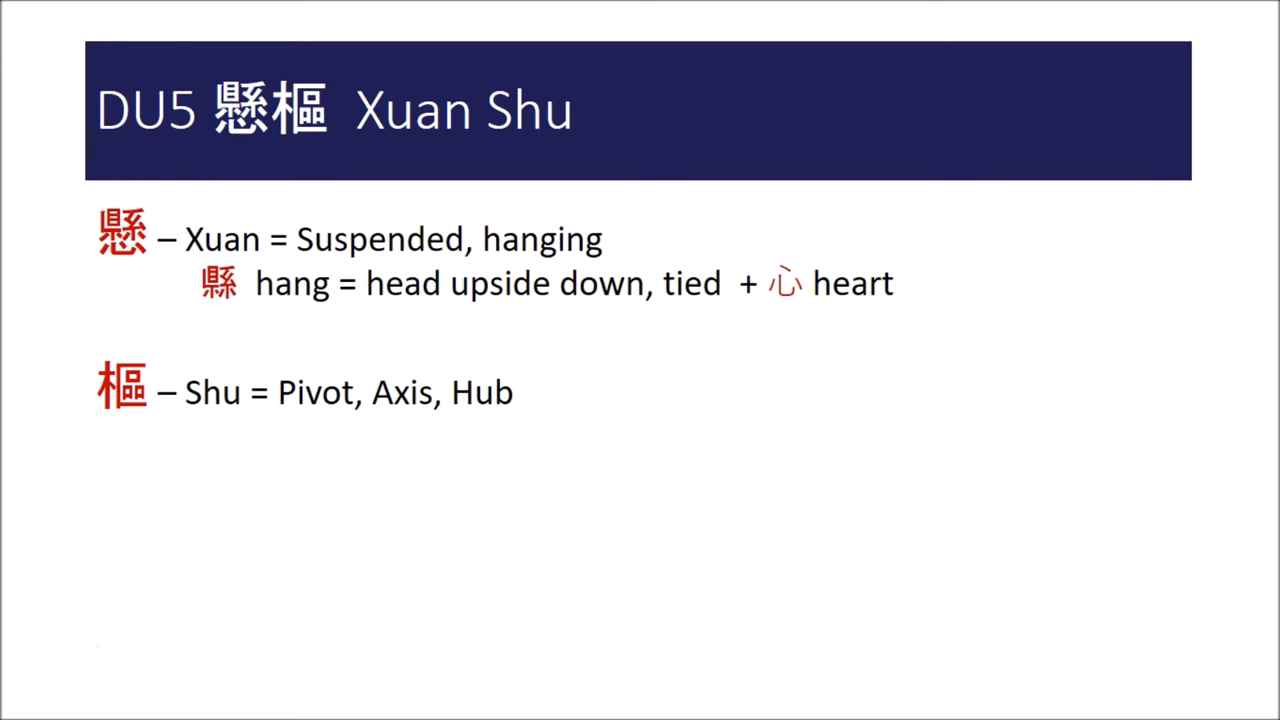 DU5 懸樞 Xuan Shu
懸 – Xuan = Suspended, hanging
縣 hang = head upside down, tied + 心 heart
樞 – Shu = Pivot, Axis, Hub